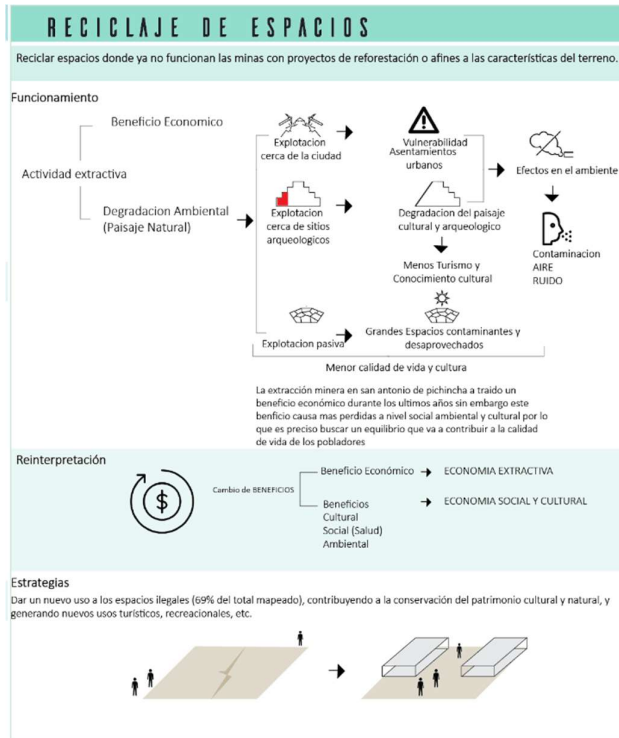 RECICLAJE DE ESPACIOS
Reciclar espacios donde ya no funcionan las minas con proyectos de reforestación o afines a las características del terreno.
Funcionamiento
Beneficio Economico
Actividad extractiva
Degradacion Ambiental
(Paisaje Natural)
Explotacion
cerca de la ciudad
Vulnerabilidad
Asentamientos
urbanos
Efectos en el ambiente
Explotacion
cerca de sitios
arqueologicos
Degradacion del paisaje
cultural y arqueologico
Contaminacion
AIRE
RUIDO
Menos Turismo y
Conocimiento cultural
Explotacion pasiva
Grandes Espacios contaminantes y
desaprovechados
Menor calidad de vida y cultura
La extracción minera en san antonio de pichincha a traido un
beneficio económico durante los ultimos años sin embargo este
benficio causa mas perdidas a nivel social ambiental y cultural por lo
que es preciso buscar un equilibrio que va a contribuir a la calidad
de vida de los pobladores
Reinterpretación
$
Cambio de BENEFICIOS
Beneficio Económico
ECONOMIA EXTRACTIVA
Beneficios
Cultural
Social (Salud)
Ambiental
ECONOMIA SOCIAL Y CULTURAL
Estrategias
Dar un nuevo uso a los espacios ilegales (69% del total mapeado), contribuyendo a la conservación del patrimonio cultural y natural, y
generando nuevos usos turísticos, recreacionales, etc.